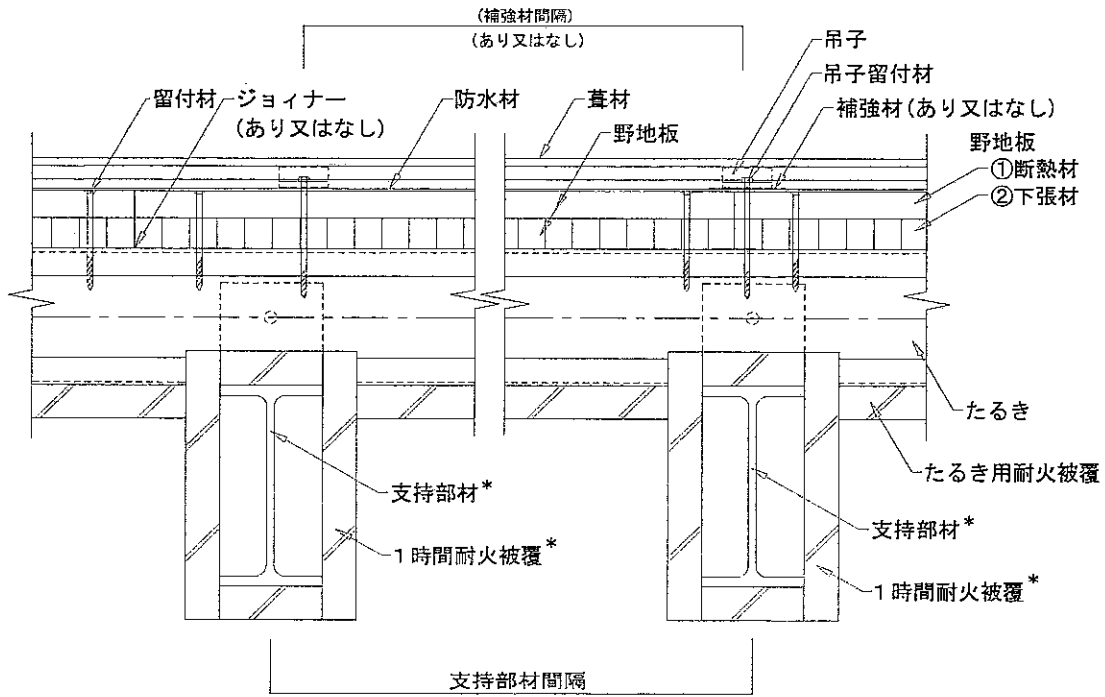 (補強材間隔)
(あり又はなし)
吊子
吊子留付材
留付材
ジョイナー
(あり又はなし)
防水材
葺材
補強材(あり又はなし)
野地板
野地板
①断熱材
②下張材
たるき
たるき用耐火被覆
支持部材*
支持部材*
1時間耐火被覆*
1時間耐火被覆*
支持部材間隔